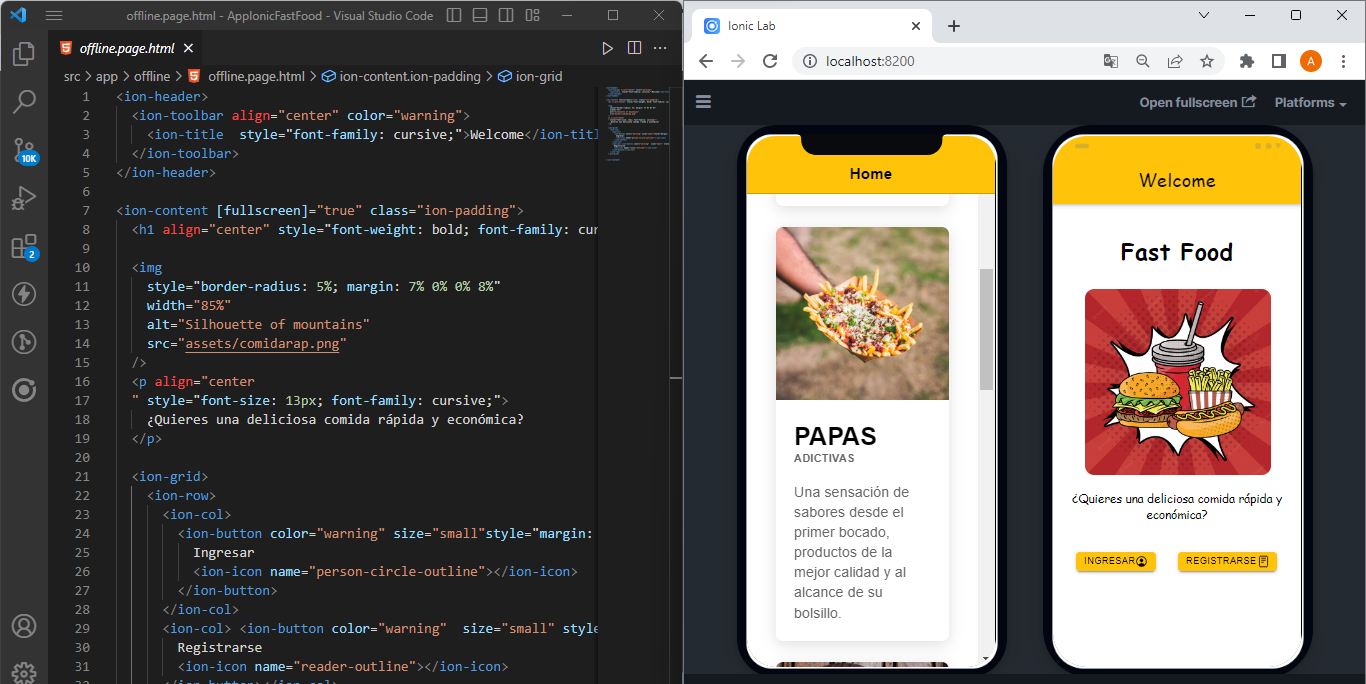 offline.page.html - AppIonicFastFood - Visual Studio Code
offline.page.html
src > app > offline > offline.page.html > ion-content.ion-padding > ion-grid
1 <ion-header>
2 <ion-toolbar align="center" color="warning">
3 <ion-title  style="font-family: cursive;">Welcome</ion-titl
4 </ion-toolbar>
5 </ion-header>
6
7 <ion-content [fullscreen]="true" class="ion-padding">
8 <h1 align="center" style="font-weight: bold; font-family: cur
9
10 <img
11 style="border-radius: 5%; margin: 7% 0% 0% 8%"
12 width="85%"
13 alt="Silhouette of mountains"
14 src="assets/comidarap.png"
15 />
16 <p align="center
17 " style="font-size: 13px; font-family: cursive;">
18 ¿Quieres una deliciosa comida rápida y económica?
19 </p>
20
21 <ion-grid>
22 <ion-row>
23 <ion-col>
24 <ion-button color="warning" size="small"style="margin:
25 Ingresar
26 <ion-icon name="person-circle-outline"></ion-icon>
27 </ion-button>
28 </ion-col>
29 <ion-col> <ion-button color="warning"  size="small" style
30 Registrarse
31 <ion-icon name="reader-outline"></ion-icon>
10K
2
Ionic Lab
localhost:8200
A
Open fullscreen
Platforms
Home
PAPAS
ADICTIVAS
Una sensación de
sabores desde el
primer bocado,
productos de la
mejor calidad y al
alcance de su
bolsillo.
Welcome
Fast Food
¿Quieres una deliciosa comida rápida y
económica?
INGRESAR
REGISTRARSE